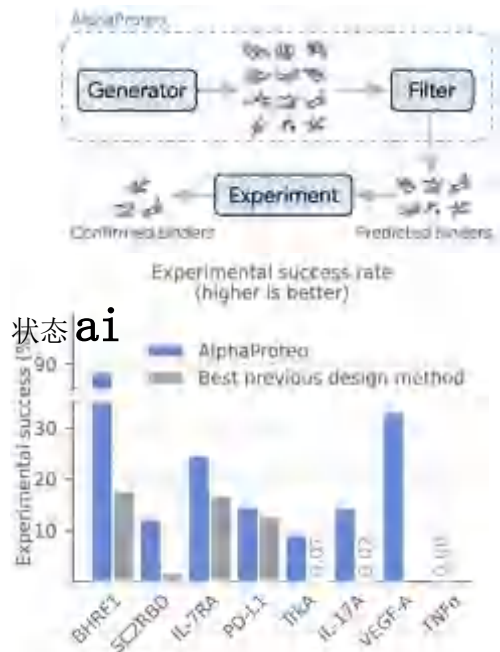 AlphaProteo
Generator
Filter
Experiment
Confirmed binders
Predicted binders
Experimental success rate
(higher is better)
状态 ai
Experimental success (%
90
30
20
10
AlphaProteo
Best previous design method
BHRF1
SC2RBD
IL-7RA
PD-L1
TrkA
IL-17A
VEGF-A
TNFα